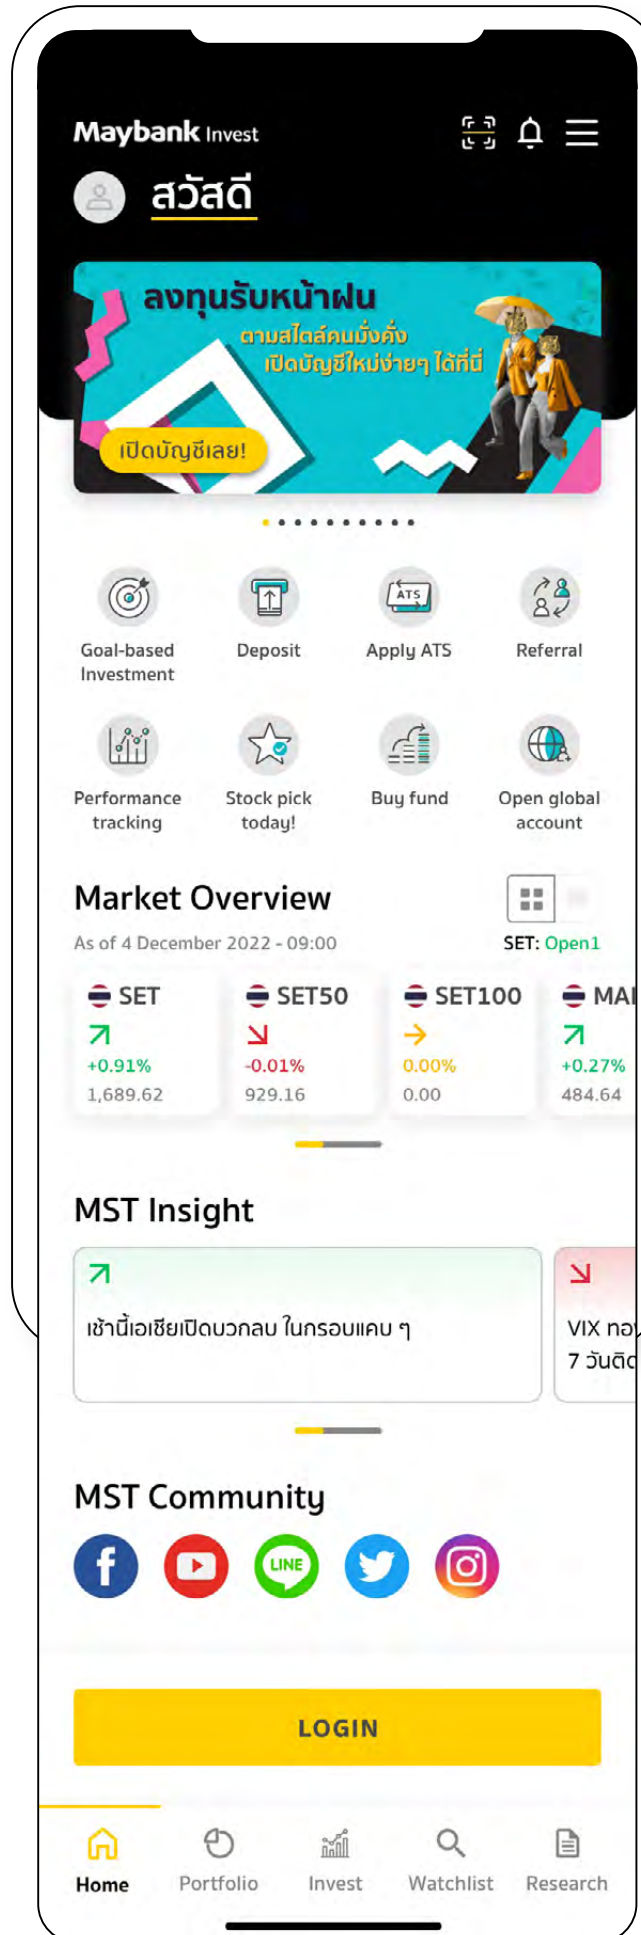 Maybank Invest
สวัสดี
ลงทุนรับหน้าฝน
ตามสไตล์คนมั่งคั่ง
เปิดบัญชีใหม่ง่ายๆ ได้ที่นี่
เปิดบัญชีเลย!
ATS
Goal-based Investment
Deposit
Apply ATS
Referral
Performance tracking
Stock pick today!
Buy fund
Open global account
Market Overview
As of 4 December 2022 - 09:00
SET: Open1
SET
SET50
SET100
MAI
+0.91%
-0.01%
0.00%
+0.27%
1,689.62
929.16
0.00
484.64
MST Insight
เช้านี้เอเชียเปิดบวกลบ ในกรอบแคบ ๆ
VIX
7 วันติด
MST Community
LINE
LOGIN
Home
Portfolio
Invest
Watchlist
Research